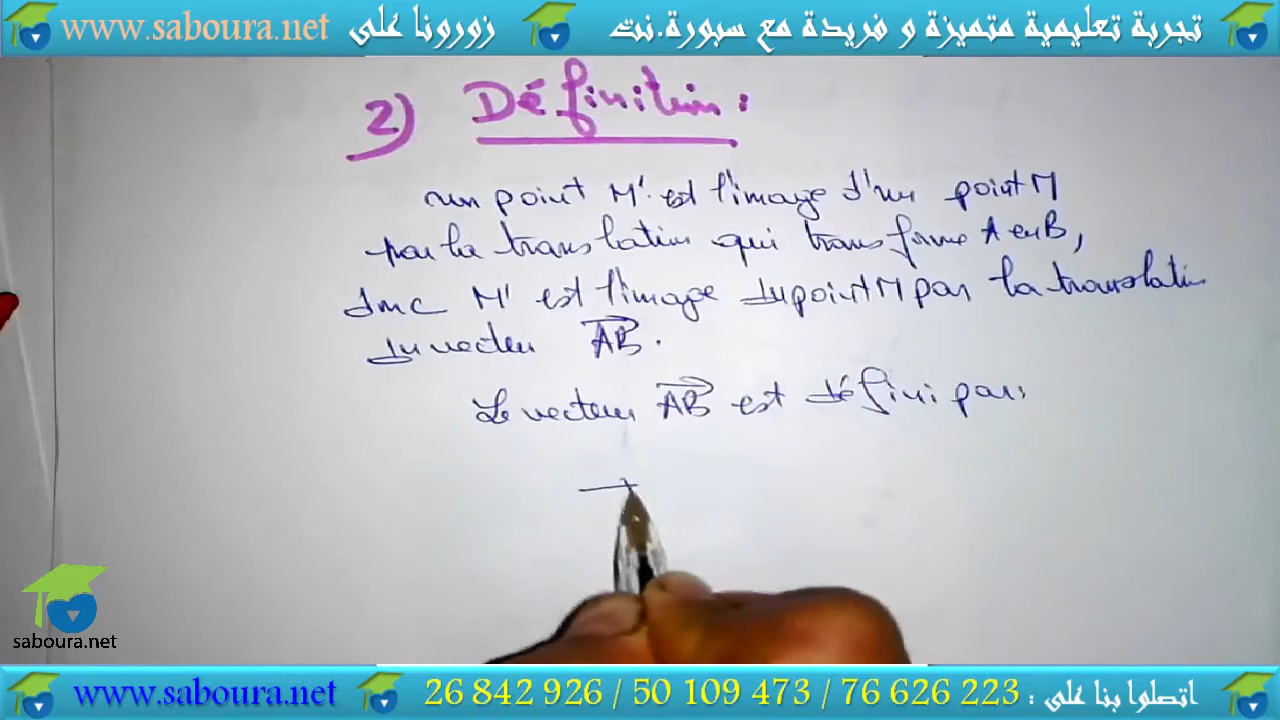 تجربة تعليمية متميزة و فريدة مع سبورة.نت زورونا على www.saboura.net
2) Définition :
un point M' est l'image d'un point M
par la translation qui transforme A en B,
donc M' est l'image du point M par la translation
du vecteur AB.
Le vecteur AB est défini par:
saboura.net
اتصلوا بنا على : 26 842 926 / 50 109 473 / 76 626 223 www.saboura.net